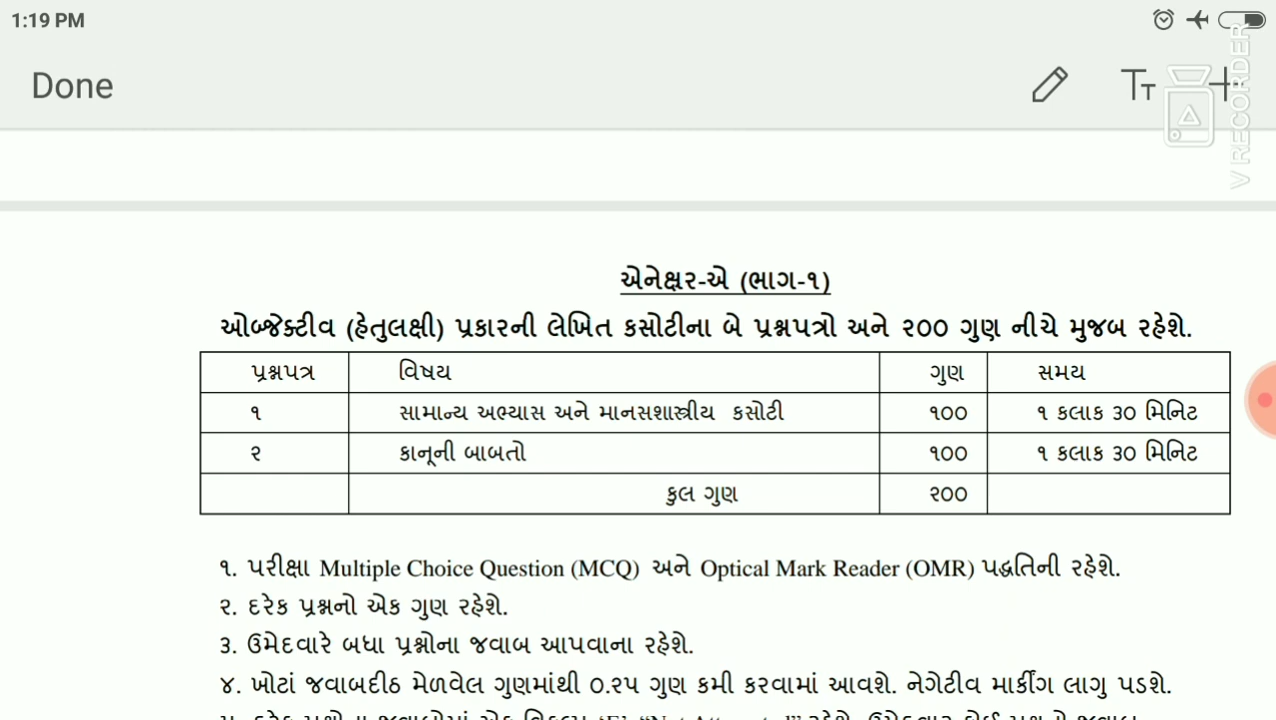 1:19 PM
Done
V RECORDER
એનેક્ષર-એ (ભાગ-૧)
ઓબ્જેક્ટીવ (હેતુલક્ષી) પ્રકારની લેખિત કસોટીના બે પ્રશ્નપત્રો અને ૨૦૦ ગુણ નીચે મુજબ રહેશે.
પ્રશ્નપત્ર વિષય ગુણ સમય
૧ સામાન્ય અભ્યાસ અને માનસશાસ્ત્રીય કસોટી ૧૦૦ ૧ કલાક ૩૦ મિનિટ
૨ કાનૂની બાબતો ૧૦૦ ૧ કલાક ૩૦ મિનિટ
કુલ ગુણ ૨૦૦
૧. પરીક્ષા Multiple Choice Question (MCQ) અને Optical Mark Reader (OMR) પદ્ધતિની રહેશે.
૨. દરેક પ્રશ્નનો એક ગુણ રહેશે.
૩. ઉમેદવારે બધા પ્રશ્નોના જવાબ આપવાના રહેશે.
૪. ખોટાં જવાબદીઠ મેળવેલ ગુણમાંથી ૦.૨૫ ગુણ કમી કરવામાં આવશે. નેગેટીવ માર્કીંગ લાગુ પડશે.